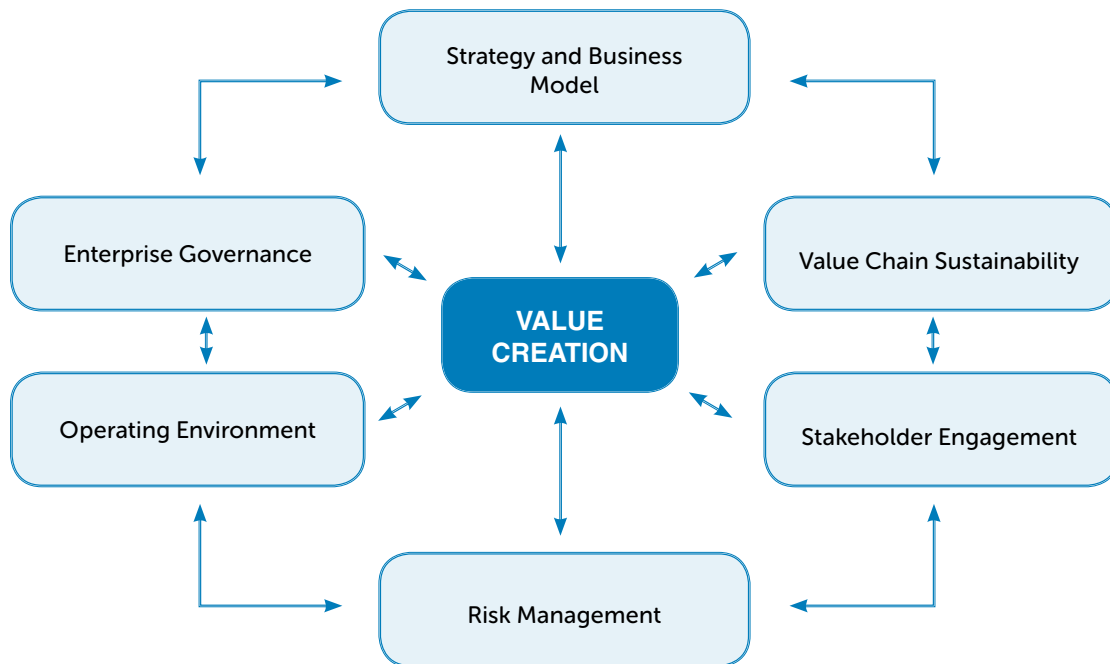 Strategy and Business
Model
Enterprise Governance
Value Chain Sustainability
VALUE
CREATION
Operating Environment
Stakeholder Engagement
Risk Management